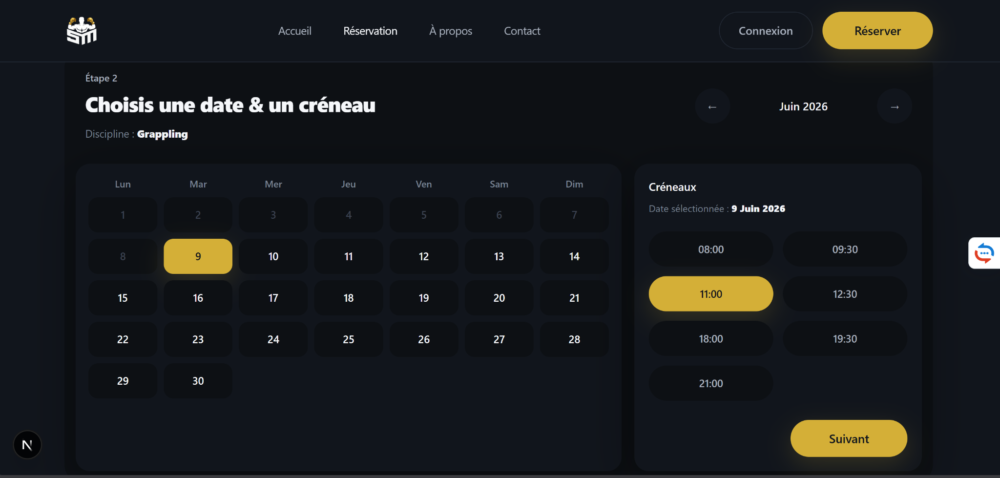 SM
Accueil Réservation À propos Contact Connexion Réserver
Étape 2
Choisis une date & un créneau
← Juin 2026 →
Discipline : Grappling
Lun Mar Mer Jeu Ven Sam Dim
1 2 3 4 5 6 7
8 9 10 11 12 13 14
15 16 17 18 19 20 21
22 23 24 25 26 27 28
29 30
Créneaux
Date sélectionnée : 9 Juin 2026
08:00 09:30
11:00 12:30
18:00 19:30
21:00
Suivant
N